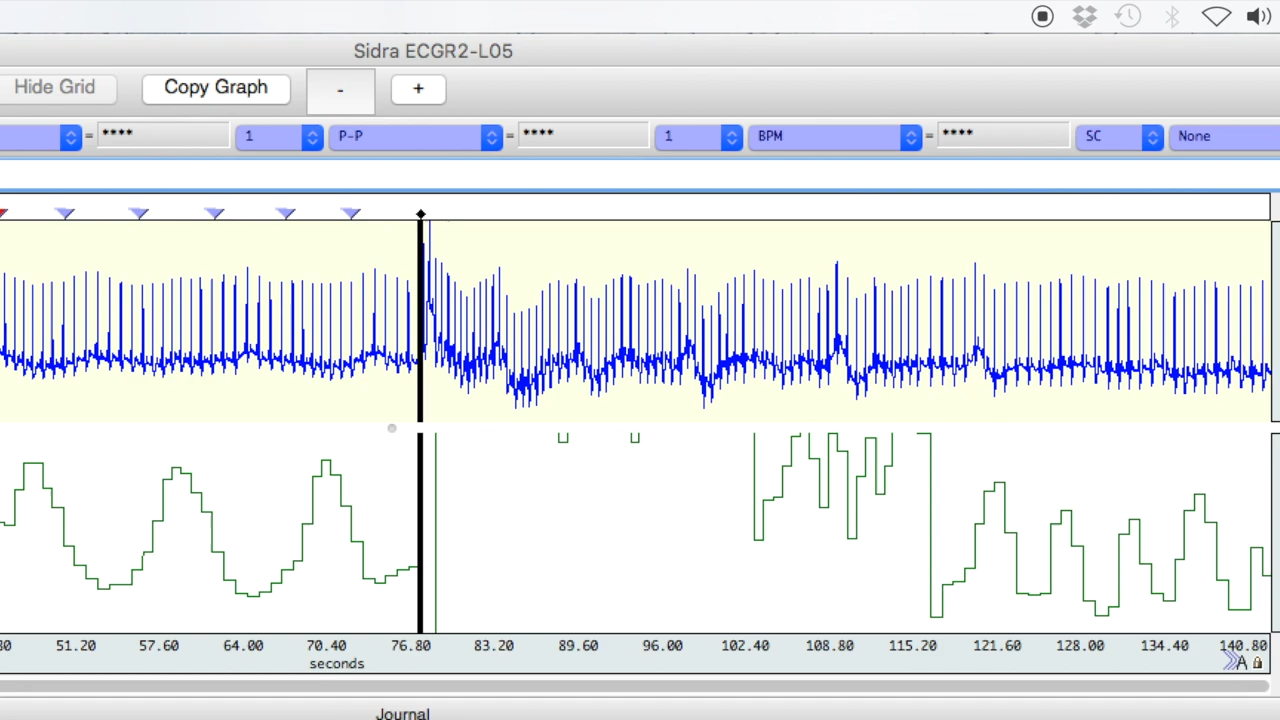 Sidra ECGR2-L05
Hide Grid Copy Graph - +
= **** 1 P-P = **** 1 BPM = **** SC None
51.20 57.60 64.00 70.40 76.80 83.20 89.60 96.00 102.40 108.80 115.20 121.60 128.00 134.40 140.80
seconds A
Journal